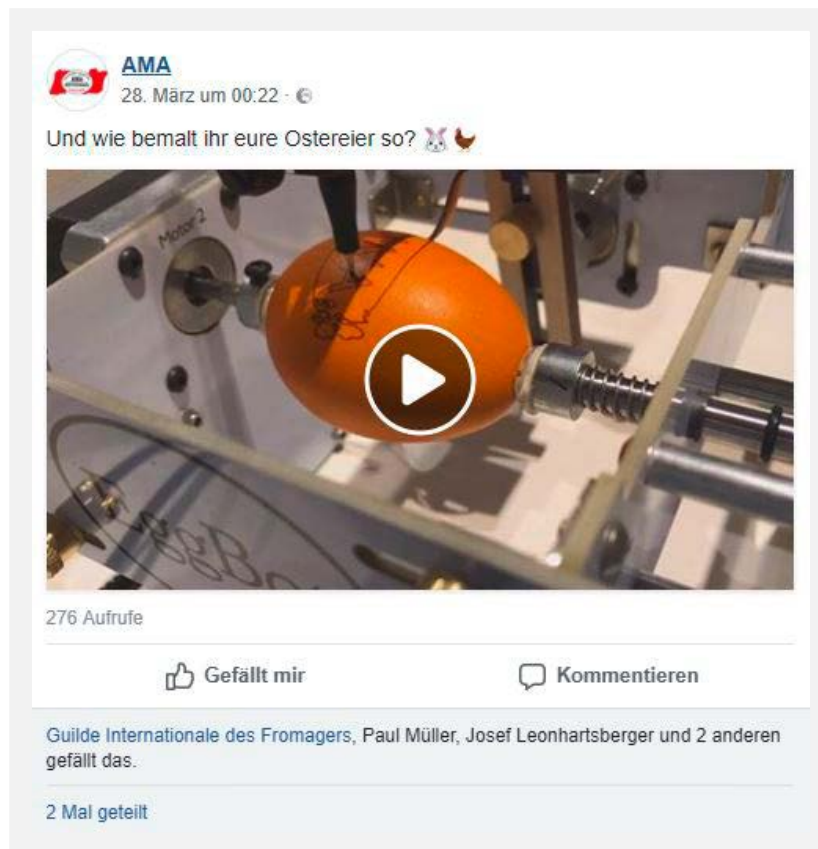 AMA
28. März um 00:22 ·
Und wie bemalt ihr eure Ostereier so? 🐰🐓
Motor 2
EggBo
276 Aufrufe
Gefällt mir
Kommentieren
Guilde Internationale des Fromagers, Paul Müller, Josef Leonhartsberger und 2 anderen
gefällt das.
2 Mal geteilt